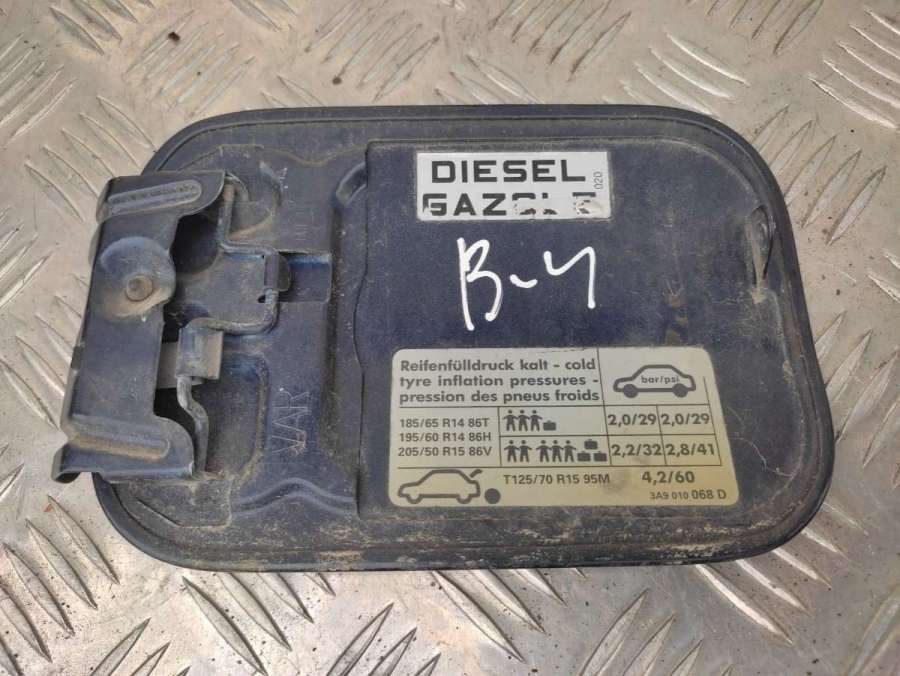 DIESEL
020
GAZOLE
B-4
VAR
Reifenfülldruck kalt - cold
tyre inflation pressures -
pression des pneus froids
bar/psi
185/65 R14 86T
195/60 R14 86H
205/50 R15 86V
2,0/29 2,0/29
2,2/32 2,8/41
T125/70 R15 95M 4,2/60
3A9 010 068 D